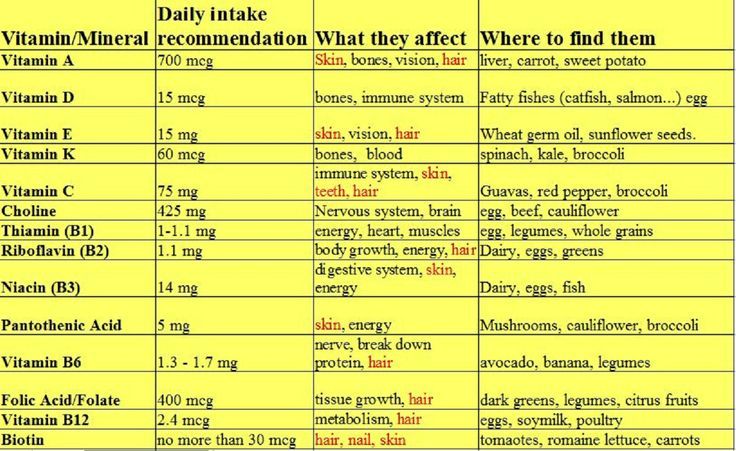 Vitamin/Mineral Daily intake recommendation What they affect Where to find them
Vitamin A 700 mcg Skin, bones, vision, hair liver, carrot, sweet potato
Vitamin D 15 mcg bones, immune system Fatty fishes (catfish, salmon...) egg
Vitamin E 15 mg skin, vision, hair Wheat germ oil, sunflower seeds.
Vitamin K 60 mcg bones, blood spinach, kale, broccoli
Vitamin C 75 mg immune system, skin, teeth, hair Guavas, red pepper, broccoli
Choline 425 mg Nervous system, brain egg, beef, cauliflower
Thiamin (B1) 1-1.1 mg energy, heart, muscles egg, legumes, whole grains
Riboflavin (B2) 1.1 mg body growth, energy, hair Dairy, eggs, greens
Niacin (B3) 14 mg digestive system, skin, energy Dairy, eggs, fish
Pantothenic Acid 5 mg skin, energy Mushrooms, cauliflower, broccoli
Vitamin B6 1.3 - 1.7 mg nerve, break down protein, hair avocado, banana, legumes
Folic Acid/Folate 400 mcg tissue growth, hair dark greens, legumes, citrus fruits
Vitamin B12 2.4 mcg metabolism, hair eggs, soymilk, poultry
Biotin no more than 30 mcg hair, nail, skin tomaotes, romaine lettuce, carrots